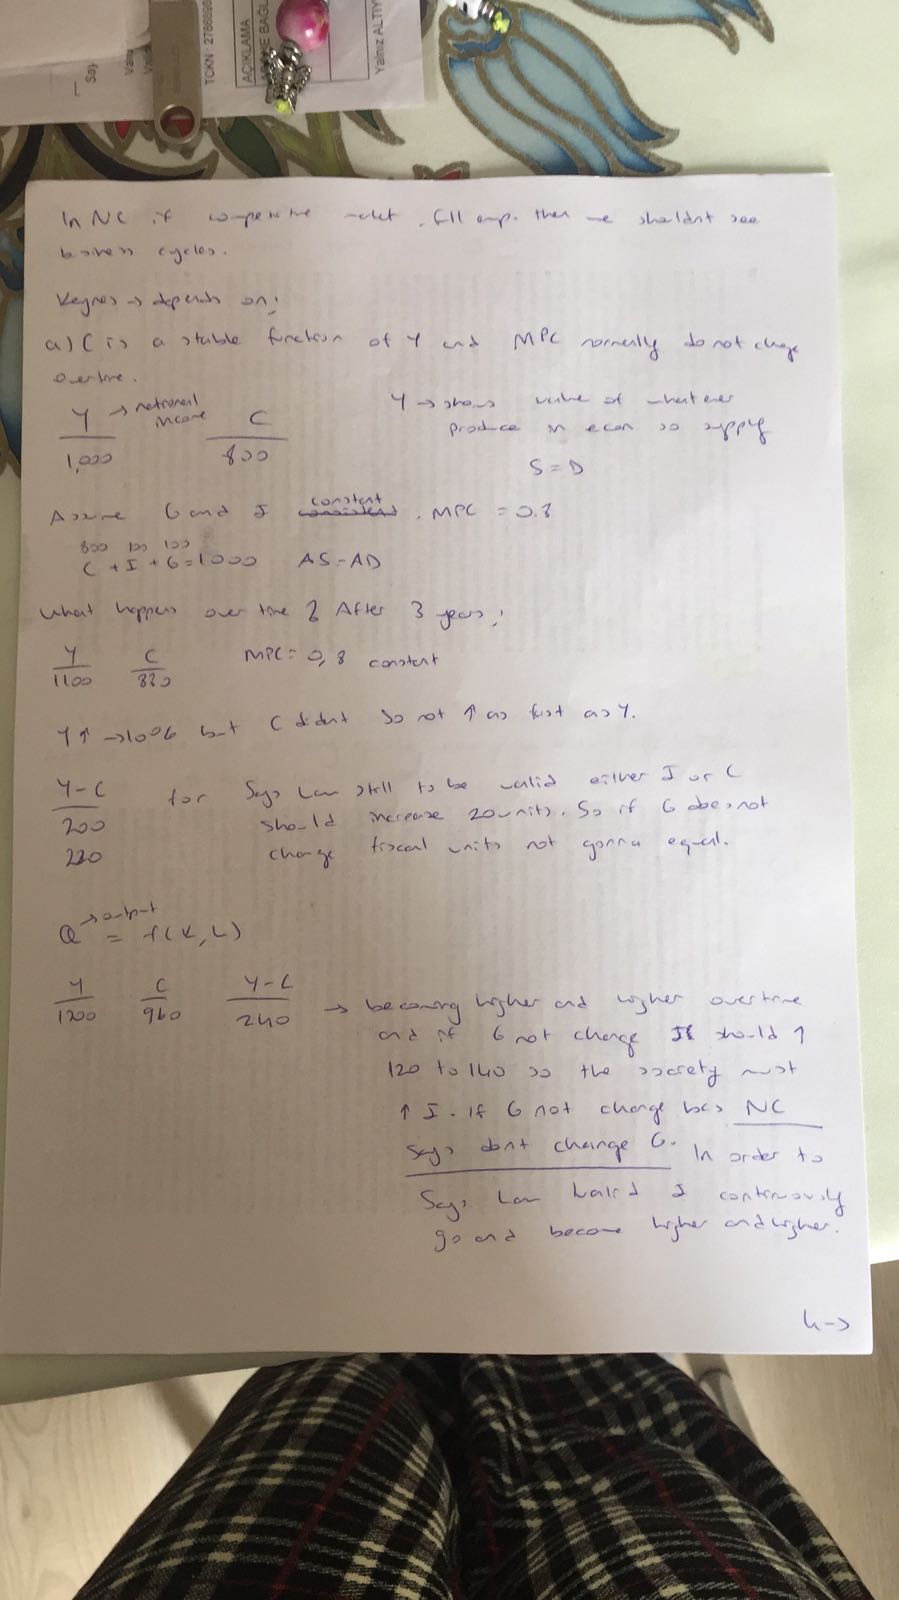 Say
TCKN : 2786899
AÇIKLAMA
Yalnız ALTIY
In NC if competitive market, full emp. then we shouldnt see
business cycles.
Keynes → depends on;
a) C is a stable function of Y and MPC normally do not change
overtime.
Y → national income
C
1,000
800
Y → shows value of whatever
produce in econ so supply
S = D
Assume G and I constant. MPC = 0.8
800 100 100
C + I + G = 1000 AS = AD
What happens over time? After 3 years;
Y C MPC = 0,8 constant
1100 880
Y↑ → 10% but C didnt so not ↑ as fast as Y.
Y-C for Says Law still to be valid either I or C
200 should increase 20 units. So if G does not
220 change fiscal units not gonna equal.
Q → output = f(K, L)
Y C Y-C
1200 960 240
→ becoming higher and higher overtime
and if G not change I should ↑
120 to 140 so the society must
↑ I. If G not change bcs NC
says dont change G. In order to
Says Law valid I continuously
go and become higher and higher.